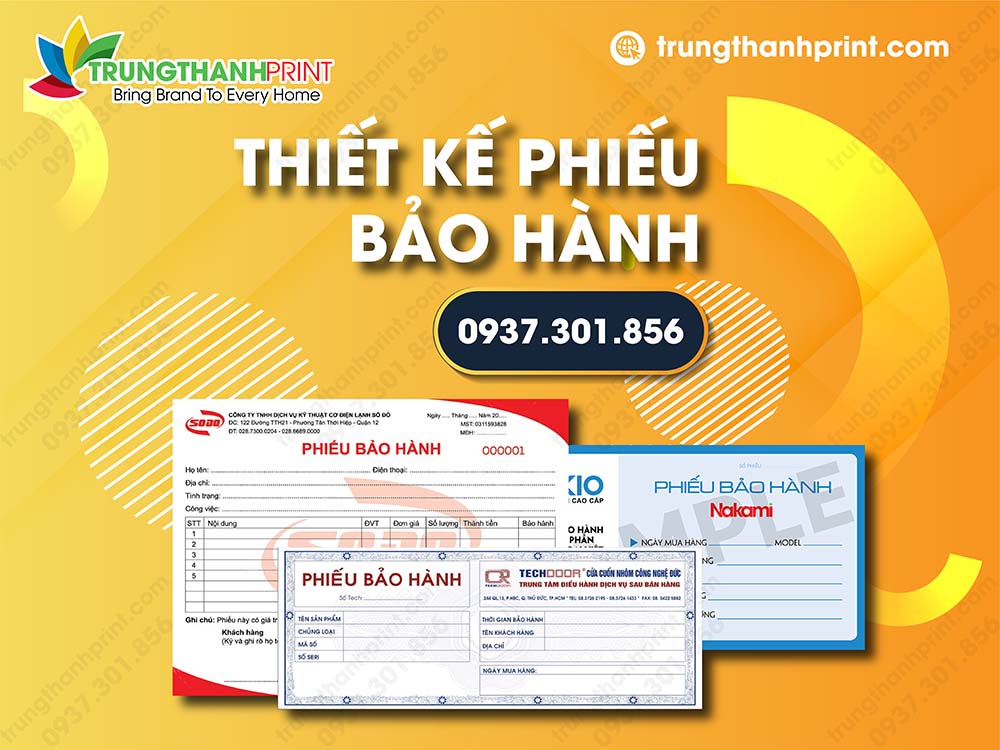 TRUNGTHANHPRINT
Bring Brand To Every Home
trungthanhprint.com
THIẾT KẾ PHIẾU
BẢO HÀNH
0937.301.856
SODO
CÔNG TY TNHH DỊCH VỤ KỸ THUẬT CƠ ĐIỆN LẠNH SỐ ĐỎ
ĐC: 122 Đường TTH21 - Phường Tân Thới Hiệp - Quận 12
ĐT: 028.7300.0204 - 028.6689.0000
Ngày ..... Tháng ..... Năm 20.....
MST: 0311593828
MĐH: ................
PHIẾU BẢO HÀNH
000001
Họ tên: Điện thoại:
Địa chỉ:
Tình trạng:
Công việc:
STT Nội dung ĐVT Đơn giá Số lượng Thành tiền Bảo hành
1
2
3
4
5
Ghi chú: Phiếu này có giá tr
Khách hàng
(Ký và ghi rõ họ t
XIO
CAO CẤP
O HÀNH
PHẦN
SỐ PHIẾU
PHIẾU BẢO HÀNH
Nakami
MPLE
NGÀY MUA HÀNG MODEL
NG
ỜNG
PHIẾU BẢO HÀNH
Số Tech:
CR
TECHDOOR
TECHDOOR® CỬA CUỐN NHÔM CÔNG NGHỆ ĐỨC
TRUNG TÂM ĐIỀU HÀNH DỊCH VỤ SAU BÁN HÀNG
TÊN SẢN PHẨM
CHỦNG LOẠI
MÃ SỐ
SỐ SERI
THỜI GIAN BẢO HÀNH
TÊN KHÁCH HÀNG
ĐỊA CHỈ
NGÀY MUA HÀNG: